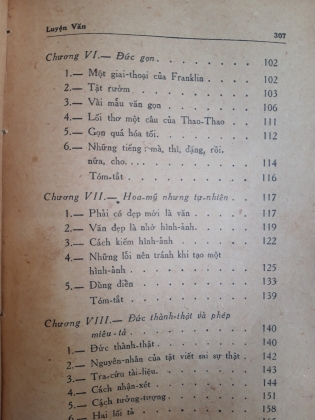 Luyện Văn
307
Chương VI.— Đức gọn . . . . . . . 102
1.— Một giai-thoại của Franklin . . . . 102
2.— Tật rườm . . . . . . . . 103
3.— Vài mẫu văn gọn . . . . . . 106
4.— Lối thơ một câu của Thao-Thao . . . 111
5.— Gọn quá hóa tối. . . . . . . 112
6.— Những tiếng : mà, thì, đặng, rồi,
nữa, cho. . . . . . . . . 114
Tóm-tắt . . . . . . . . 116
Chương VII.— Hoa-mỹ nhưng tự-nhiên . . 117
1.— Phải có đẹp mới là văn . . . . . 117
2.— Văn đẹp là nhờ hình-ảnh. . . . . 119
3.— Cách kiếm hình-ảnh . . . . . 122
4.— Những lỗi nên tránh khi tạo một
hình-ảnh . . . . . . . . 125
5.— Dùng điển . . . . . . . 133
Tóm-tắt . . . . . . . . 139
Chương VIII.— Đức thành-thật và phép
miêu-tả . . . . . . . . 140
1.— Đức thành-thật. . . . . . . 140
2.— Nguyên-nhân của tật viết sai sự thật . 142
3.— Tra-cứu tài-liệu. . . . . . . 143
4.— Cách nhận-xét . . . . . . . 144
5.— Cách tưởng-tượng. . . . . . 151
6.— Hai lối tả . . . . . . . 158